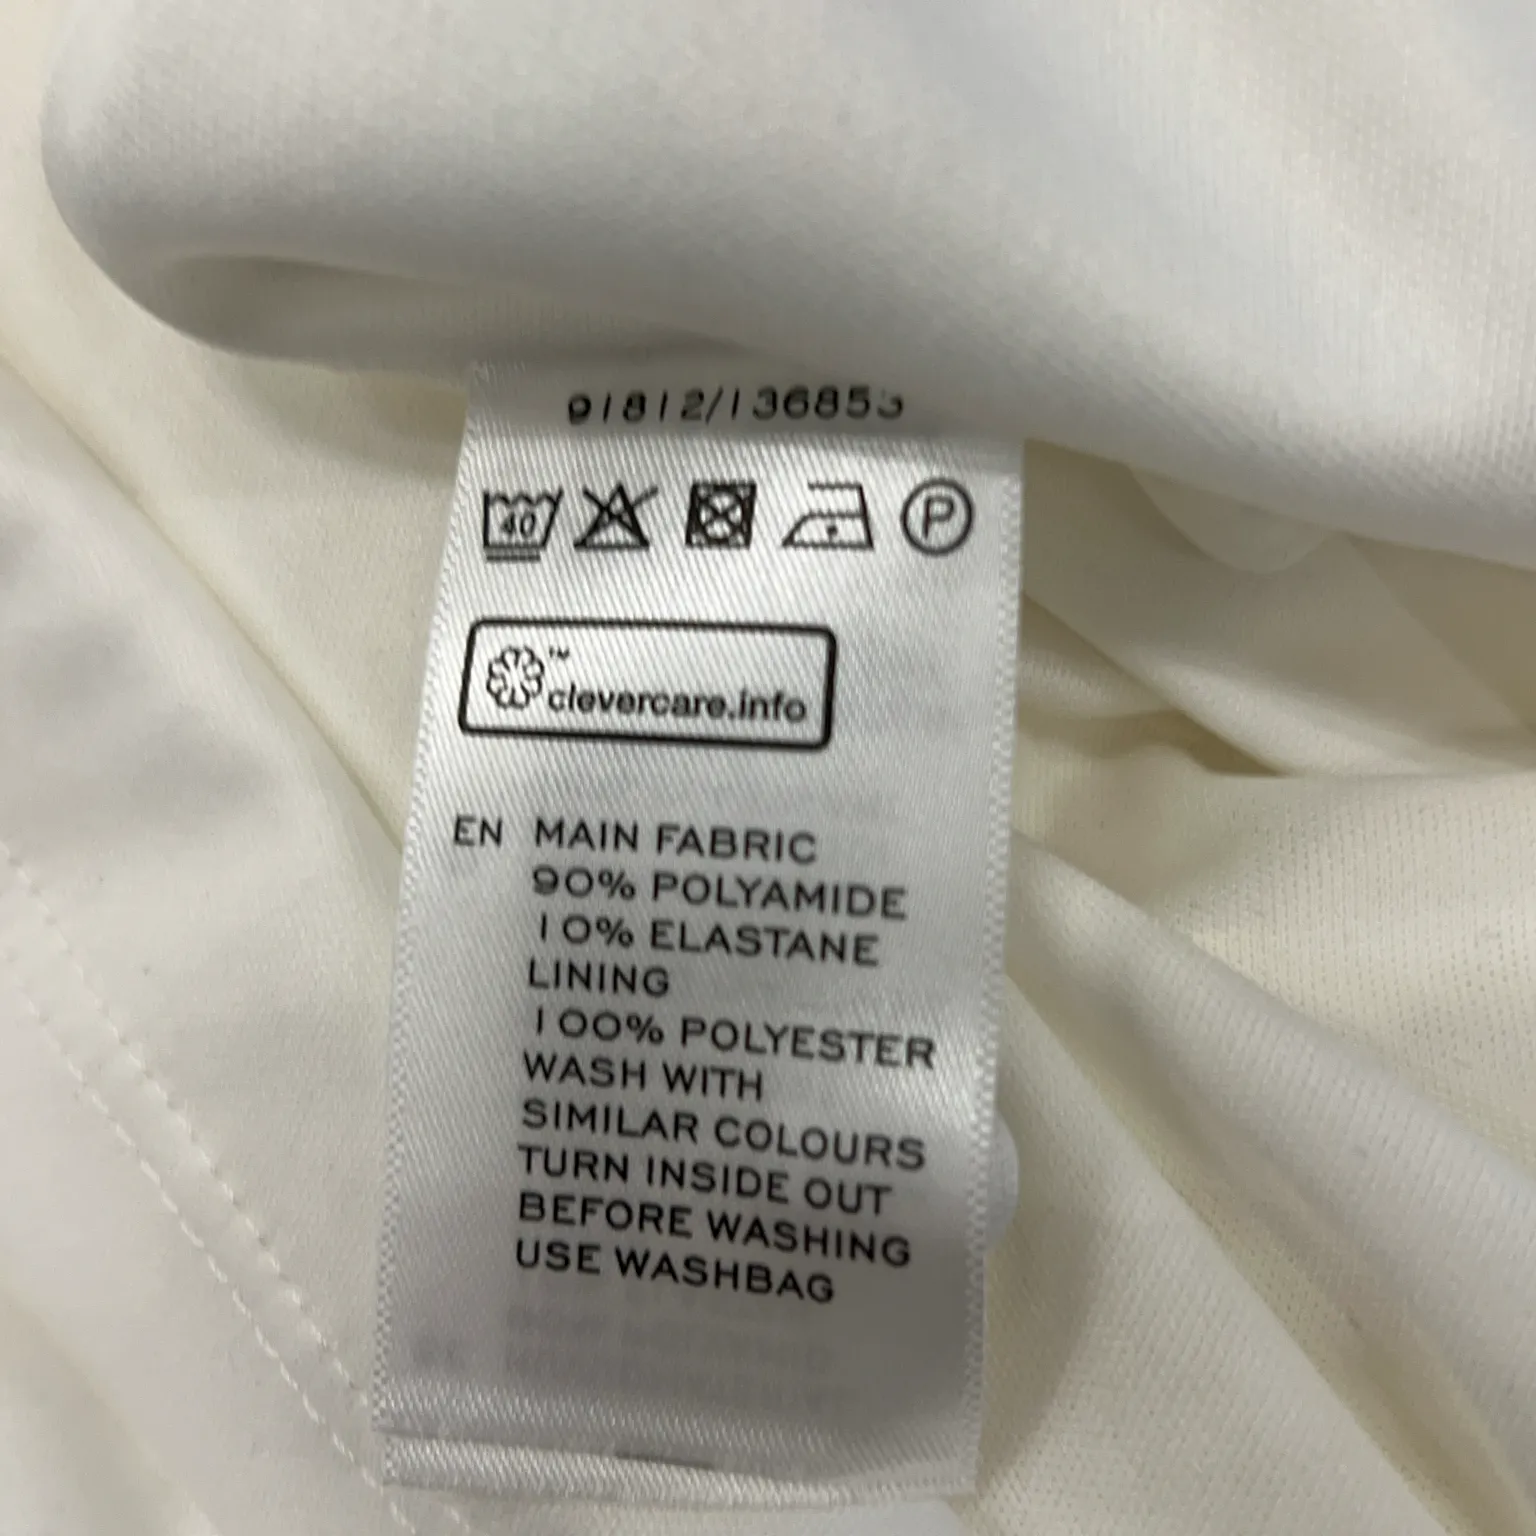 91812/136855
40
P
™
clevercare.info
EN MAIN FABRIC
90% POLYAMIDE
10% ELASTANE
LINING
100% POLYESTER
WASH WITH
SIMILAR COLOURS
TURN INSIDE OUT
BEFORE WASHING
USE WASHBAG